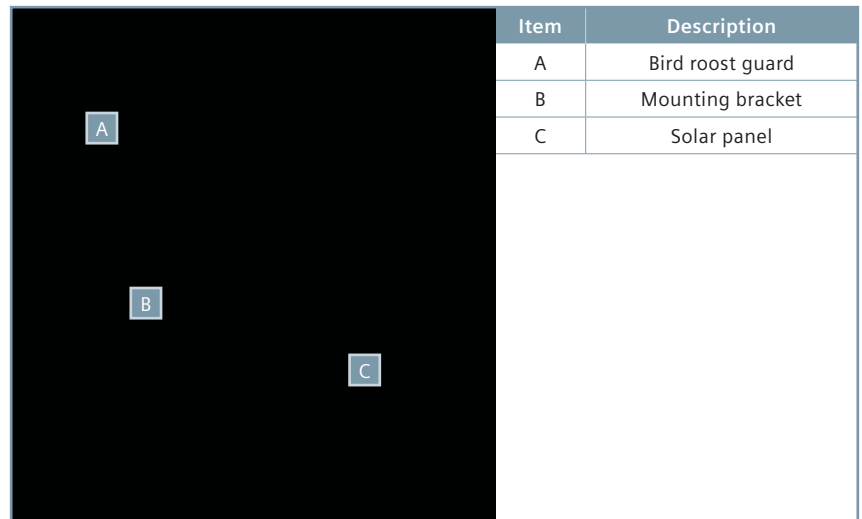 A
B
C
Item Description
A Bird roost guard
B Mounting bracket
C Solar panel